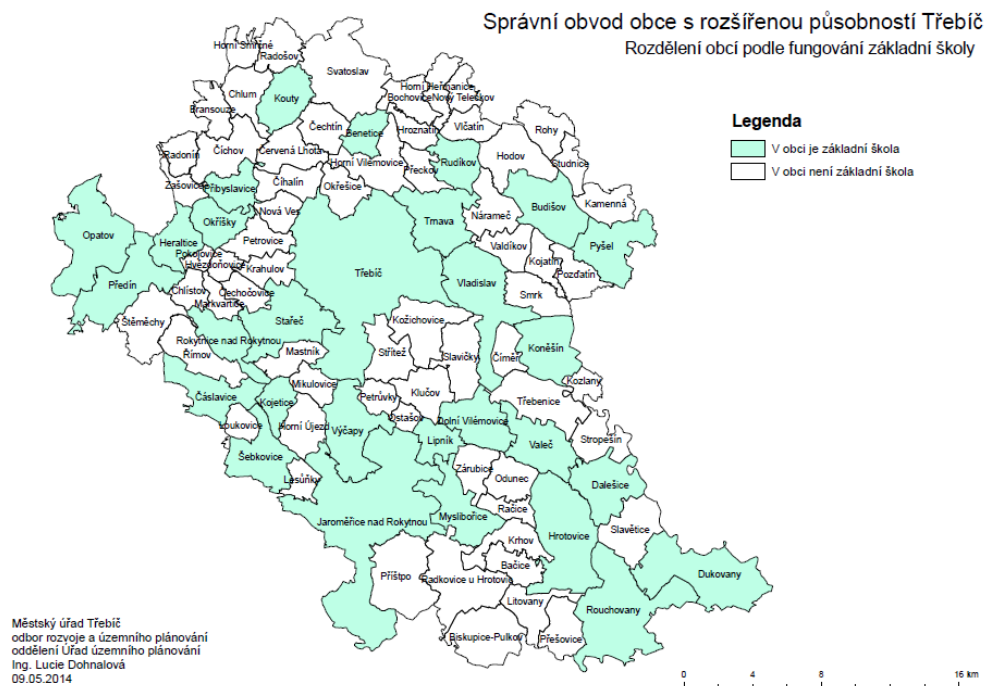 Správní obvod obce s rozšířenou působností Třebíč
Rozdělení obcí podle fungování základní školy
Legenda
V obci je základní škola
V obci není základní škola
Horní Smrčné
Radošov
Svatoslav
Chlum
Kouty
Horní Heřmanice
Bochovice
Nový Telečkov
Bransouze
Čechtín
Benetice
Hroznatín
Vlčatín
Rohy
Radonín
Číchov
Červená Lhota
Horní Vilémovice
Přeckov
Rudíkov
Hodov
Studnice
Zašovice
Přibyslavice
Číhalín
Okřešice
Budišov
Kamenná
Opatov
Okříšky
Nová Ves
Trnava
Nárameč
Heraltice
Petrovice
Valdíkov
Pyšel
Pokojovice
Hvězdoňovice
Krahulov
Třebíč
Kojatín
Pozďatín
Předín
Chlístov
Čechočovice
Markvartice
Vladislav
Smrk
Štěměchy
Stařeč
Kožichovice
Rokytnice nad Rokytnou
Římov
Mastník
Střítež
Slavičky
Číměř
Koněšín
Mikulovice
Kozlany
Čáslavice
Kojetice
Petrůvky
Klučov
Třebenice
Loukovice
Horní Újezd
Výčapy
Ostašov
Dolní Vilémovice
Lipník
Valeč
Stropešín
Šebkovice
Lesůňky
Zárubice
Odunec
Dalešice
Jaroměřice nad Rokytnou
Myslibořice
Račice
Hrotovice
Slavětice
Krhov
Příštpo
Radkovice u Hrotovic
Bačice
Dukovany
Litovany
Rouchovany
Biskupice-Pulkov
Přešovice
Městský úřad Třebíč
odbor rozvoje a územního plánování
oddělení Úřad územního plánování
Ing. Lucie Dohnalová
09.05.2014
0 4 8 16 km